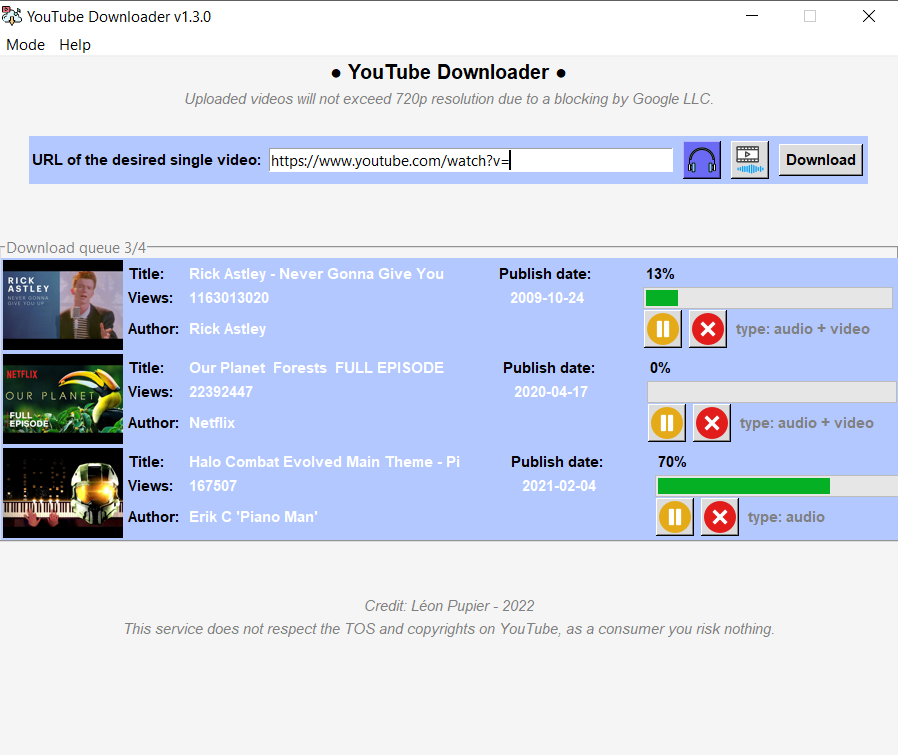 YouTube Downloader v1.3.0
Mode Help
● YouTube Downloader ●
Uploaded videos will not exceed 720p resolution due to a blocking by Google LLC.
URL of the desired single video: https://www.youtube.com/watch?v= Download
Download queue 3/4
RICK ASTLEY
NEVER GONNA GIVE YOU UP
Title: Rick Astley - Never Gonna Give You Publish date: 13%
Views: 1163013020 2009-10-24
Author: Rick Astley type: audio + video
NETFLIX
OUR PLANET
FULL EPISODE
Title: Our Planet Forests FULL EPISODE Publish date: 0%
Views: 22392447 2020-04-17
Author: Netflix type: audio + video
Title: Halo Combat Evolved Main Theme - Pi Publish date: 70%
Views: 167507 2021-02-04
Author: Erik C 'Piano Man' type: audio
Credit: Léon Pupier - 2022
This service does not respect the TOS and copyrights on YouTube, as a consumer you risk nothing.